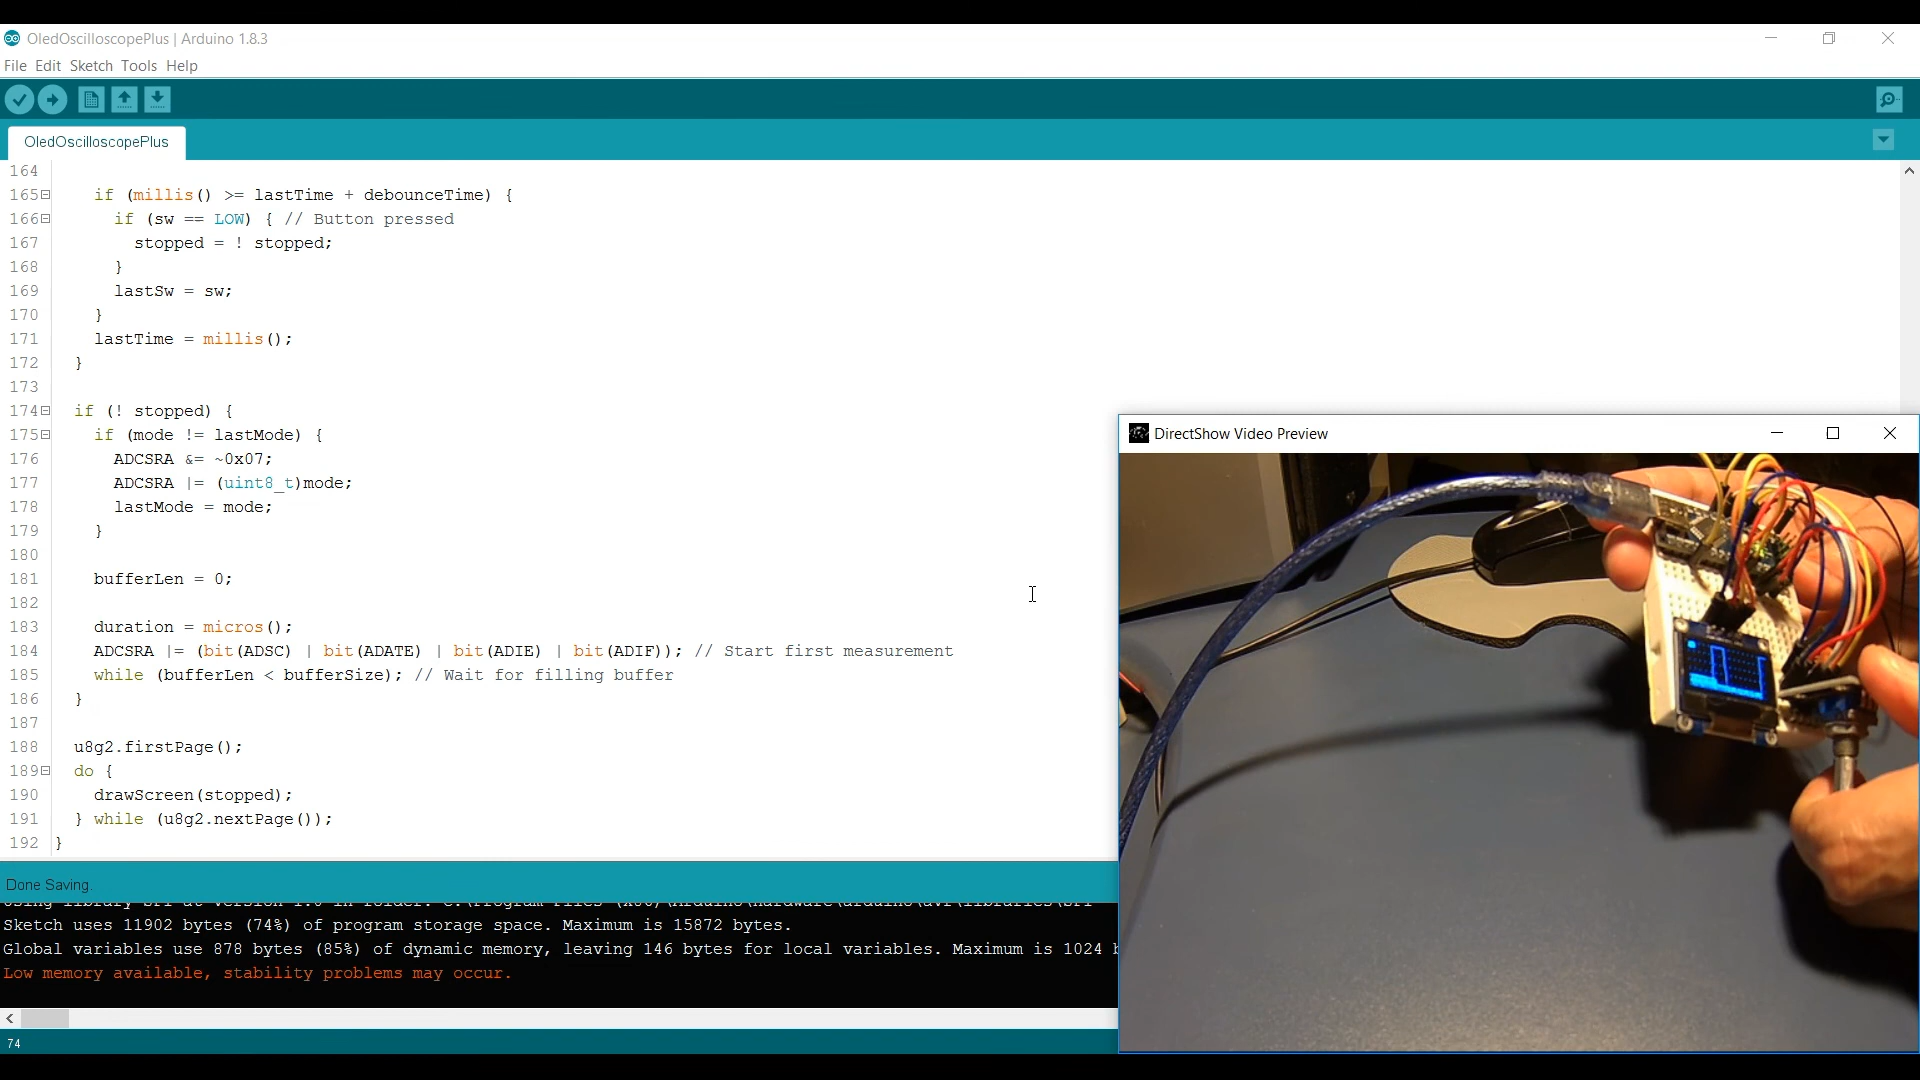 OledOscilloscopePlus | Arduino 1.8.3
File Edit Sketch Tools Help
OledOscilloscopePlus
164
165 if (millis() >= lastTime + debounceTime) {
166 if (sw == LOW) { // Button pressed
167 stopped = ! stopped;
168 }
169 lastSw = sw;
170 }
171 lastTime = millis();
172 }
173
174 if (! stopped) {
175 if (mode != lastMode) {
176 ADCSRA &= ~0x07;
177 ADCSRA |= (uint8_t)mode;
178 lastMode = mode;
179 }
180
181 bufferLen = 0;
182
183 duration = micros();
184 ADCSRA |= (bit(ADSC) | bit(ADATE) | bit(ADIE) | bit(ADIF)); // Start first measurement
185 while (bufferLen < bufferSize); // Wait for filling buffer
186 }
187
188 u8g2.firstPage();
189 do {
190 drawScreen(stopped);
191 } while (u8g2.nextPage());
192 }
DirectShow Video Preview
Done Saving.
Sketch uses 11902 bytes (74%) of program storage space. Maximum is 15872 bytes.
Global variables use 878 bytes (85%) of dynamic memory, leaving 146 bytes for local variables. Maximum is 1024 b
Low memory available, stability problems may occur.
74